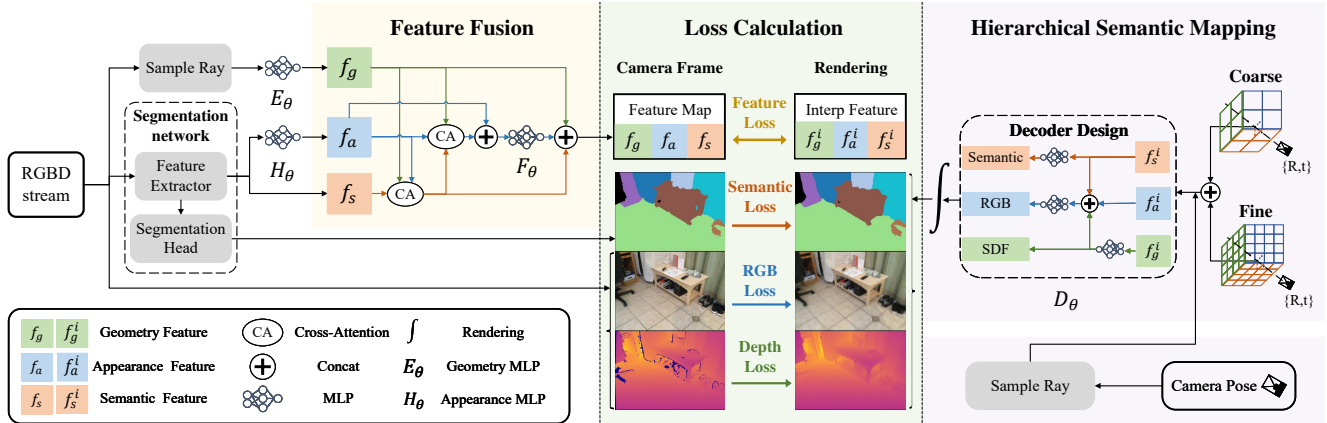 Feature Fusion
Loss Calculation
Hierarchical Semantic Mapping
Sample Ray
E_θ
f_g
Segmentation
network
Feature
Extractor
H_θ
f_a
CA
F_θ
RGBD
stream
f_s
CA
Segmentation
Head
Camera Frame
Rendering
Feature Map
Feature
Loss
Interp Feature
f_g f_a f_s
f_g^i f_a^i f_s^i
Semantic
Loss
RGB
Loss
Depth
Loss
∫
Decoder Design
Semantic
f_s^i
RGB
f_a^i
SDF
f_g^i
D_θ
Coarse
{R,t}
Fine
{R,t}
Sample Ray
Camera Pose
f_g f_g^i Geometry Feature
CA Cross-Attention
∫ Rendering
f_a f_a^i Appearance Feature
Concat
E_θ Geometry MLP
f_s f_s^i Semantic Feature
MLP
H_θ Appearance MLP